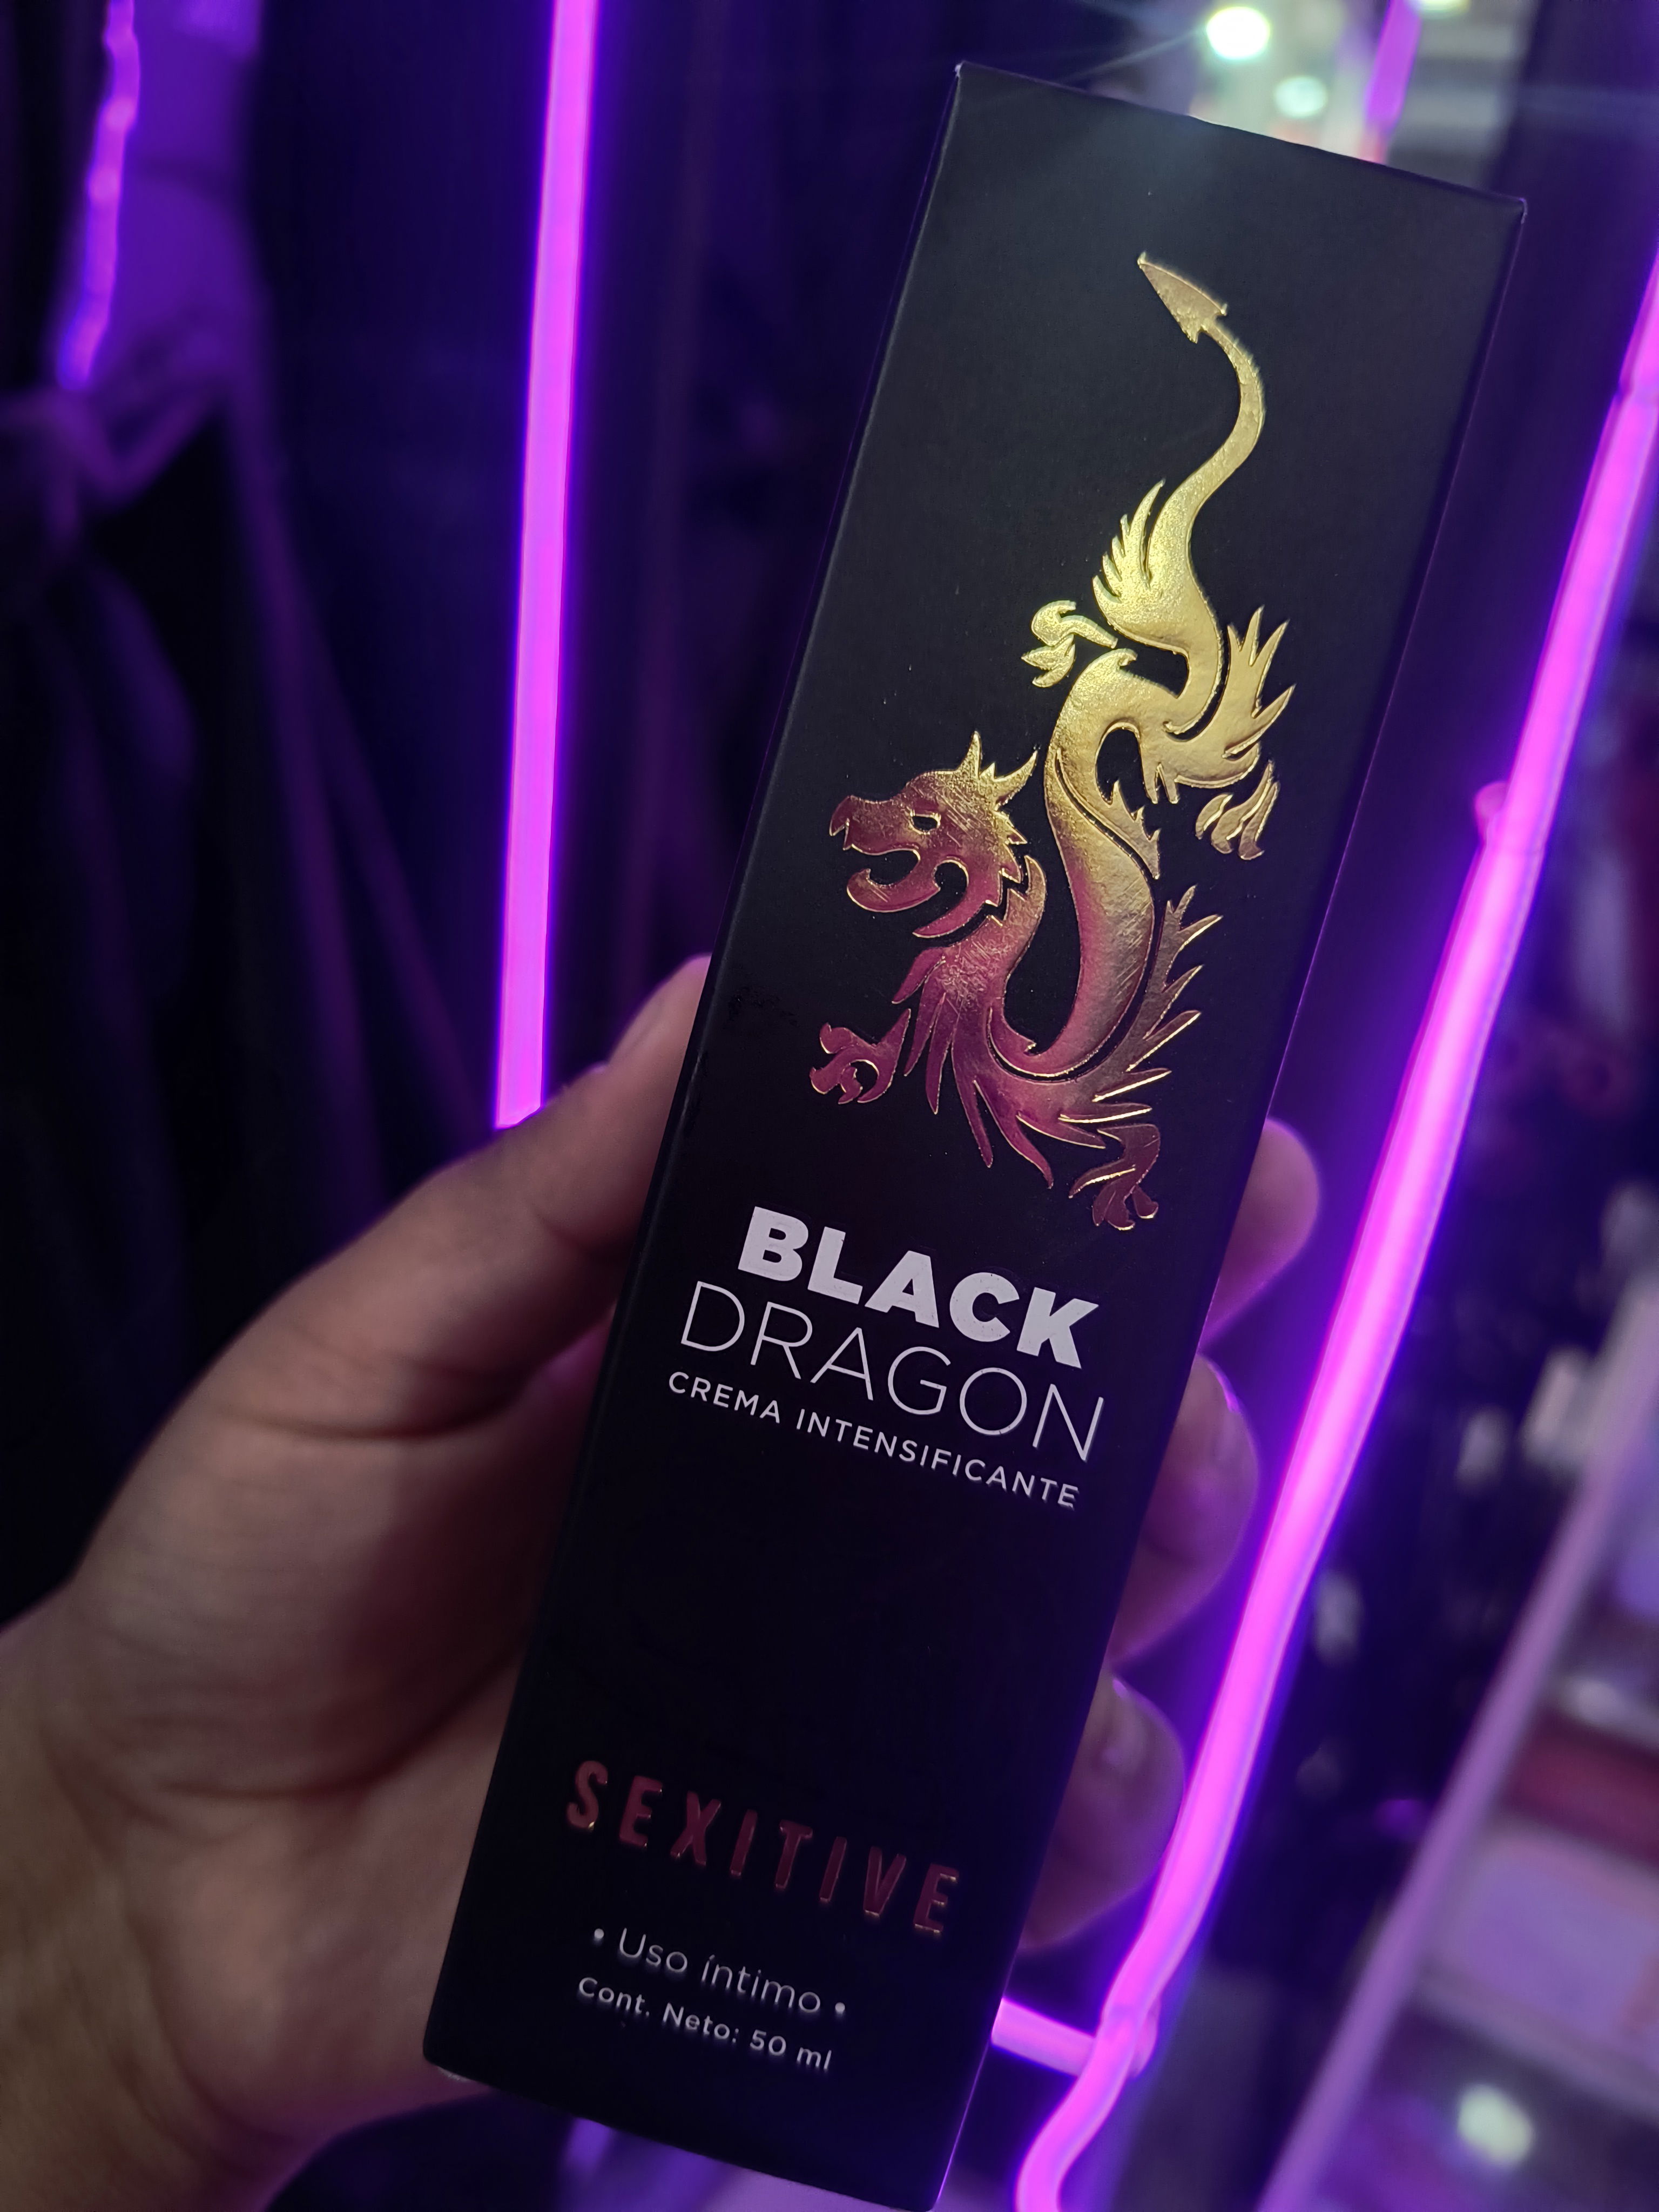 BLACK
DRAGON
CREMA INTENSIFICANTE
SEXITIVE
• Uso íntimo •
Cont. Neto: 50 ml